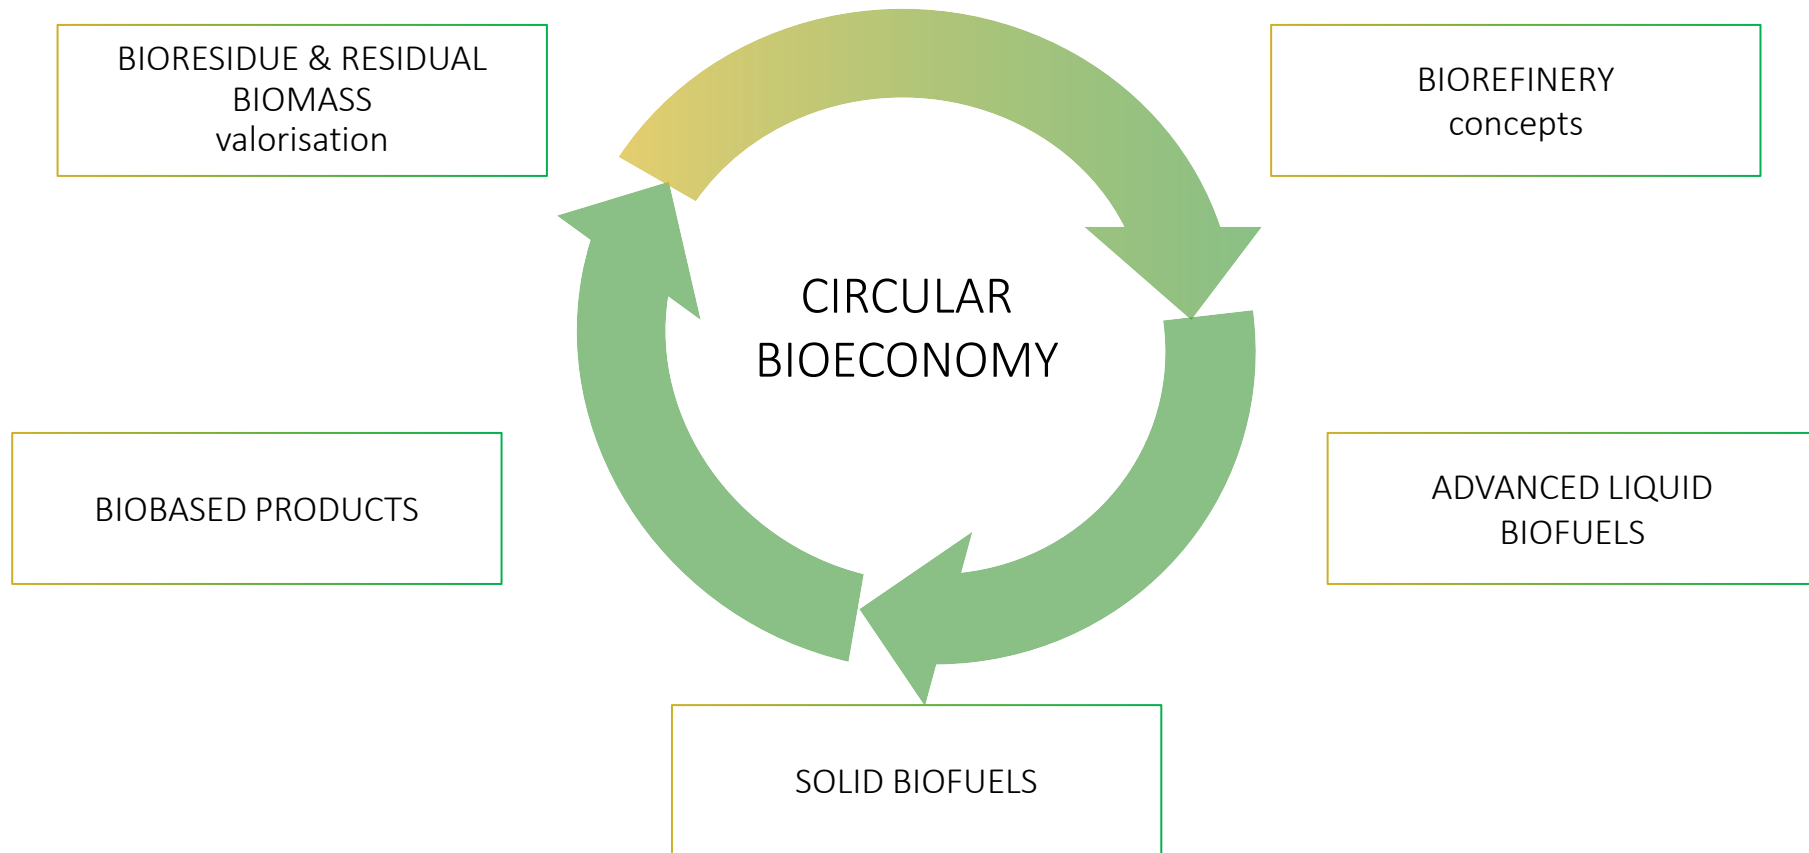 BIORESIDUE & RESIDUAL
BIOMASS
valorisation
BIOREFINERY
concepts
CIRCULAR
BIOECONOMY
BIOBASED PRODUCTS
ADVANCED LIQUID
BIOFUELS
SOLID BIOFUELS